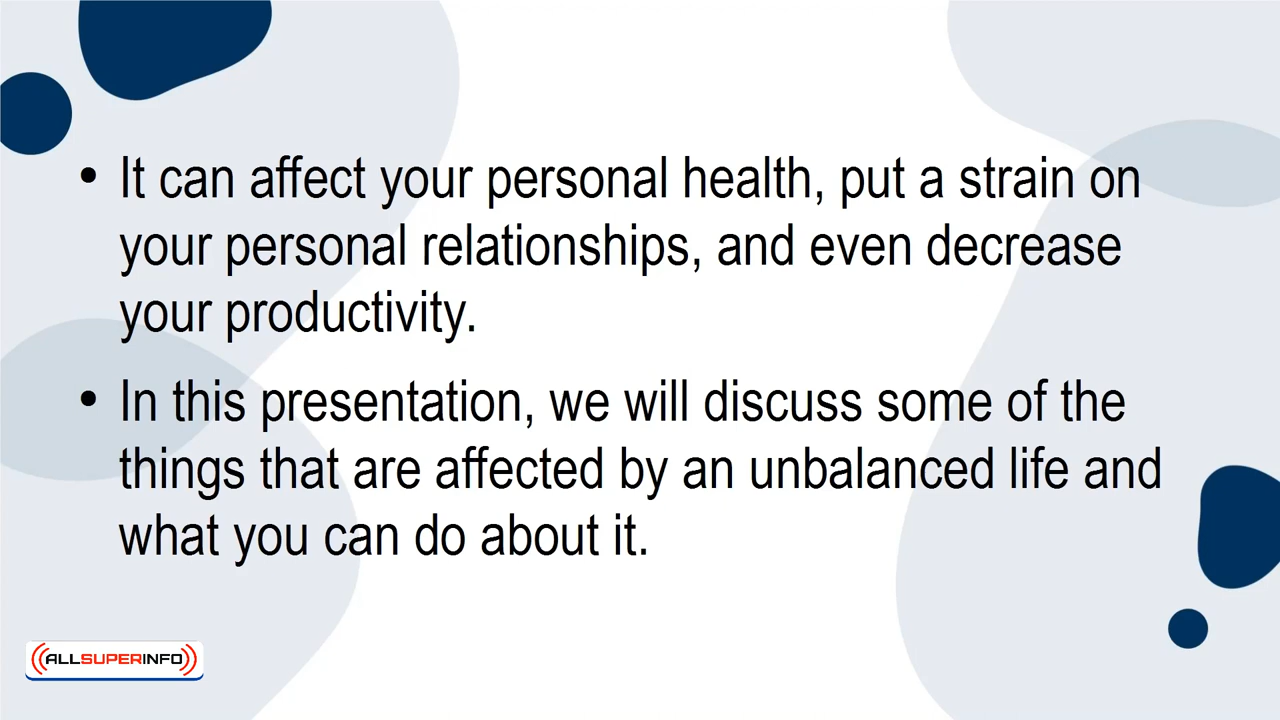 • It can affect your personal health, put a strain on
your personal relationships, and even decrease
your productivity.
• In this presentation, we will discuss some of the
things that are affected by an unbalanced life and
what you can do about it.
ALLSUPERINFO